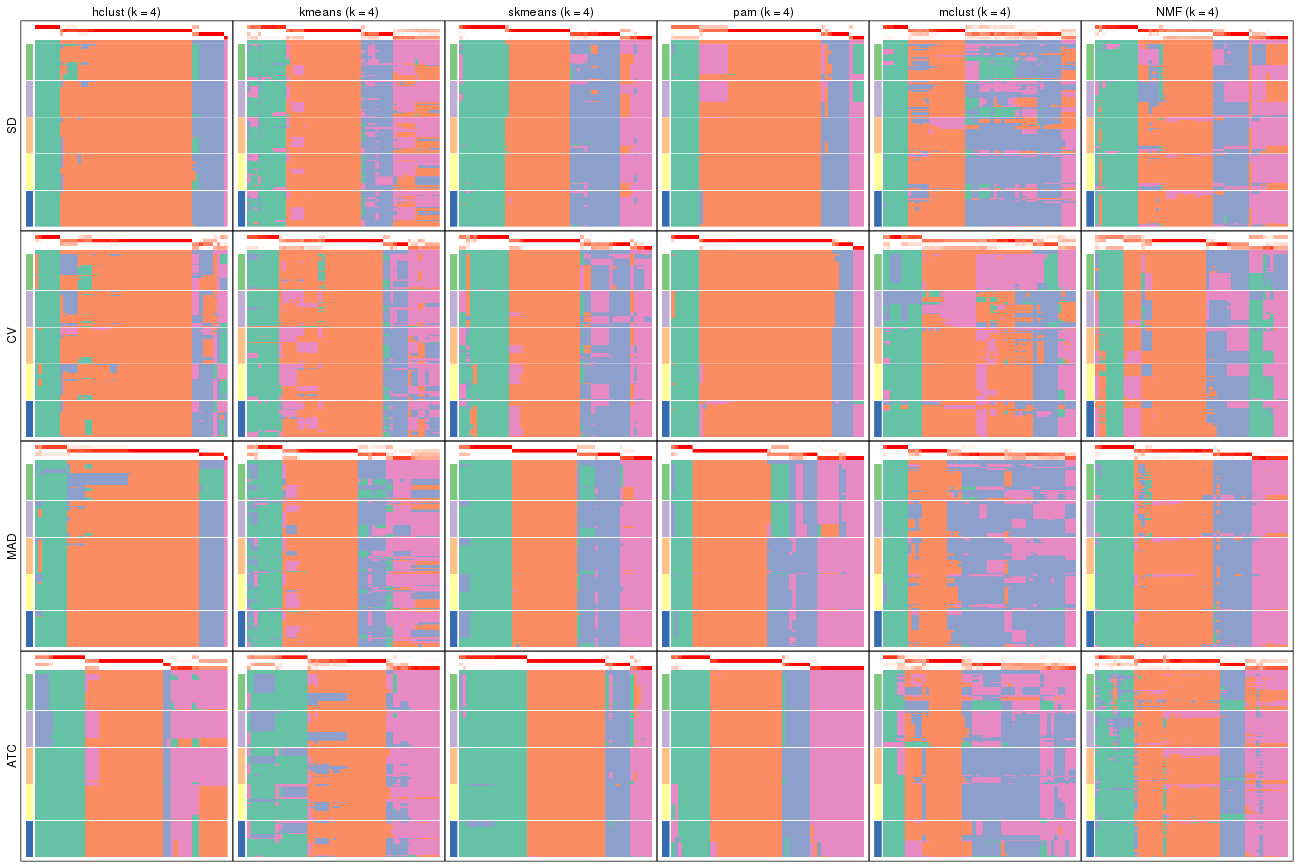 hclust (k = 4) kmeans (k = 4) skmeans (k = 4) pam (k = 4) mclust (k = 4) NMF (k = 4)
SD
CV
MAD
ATC